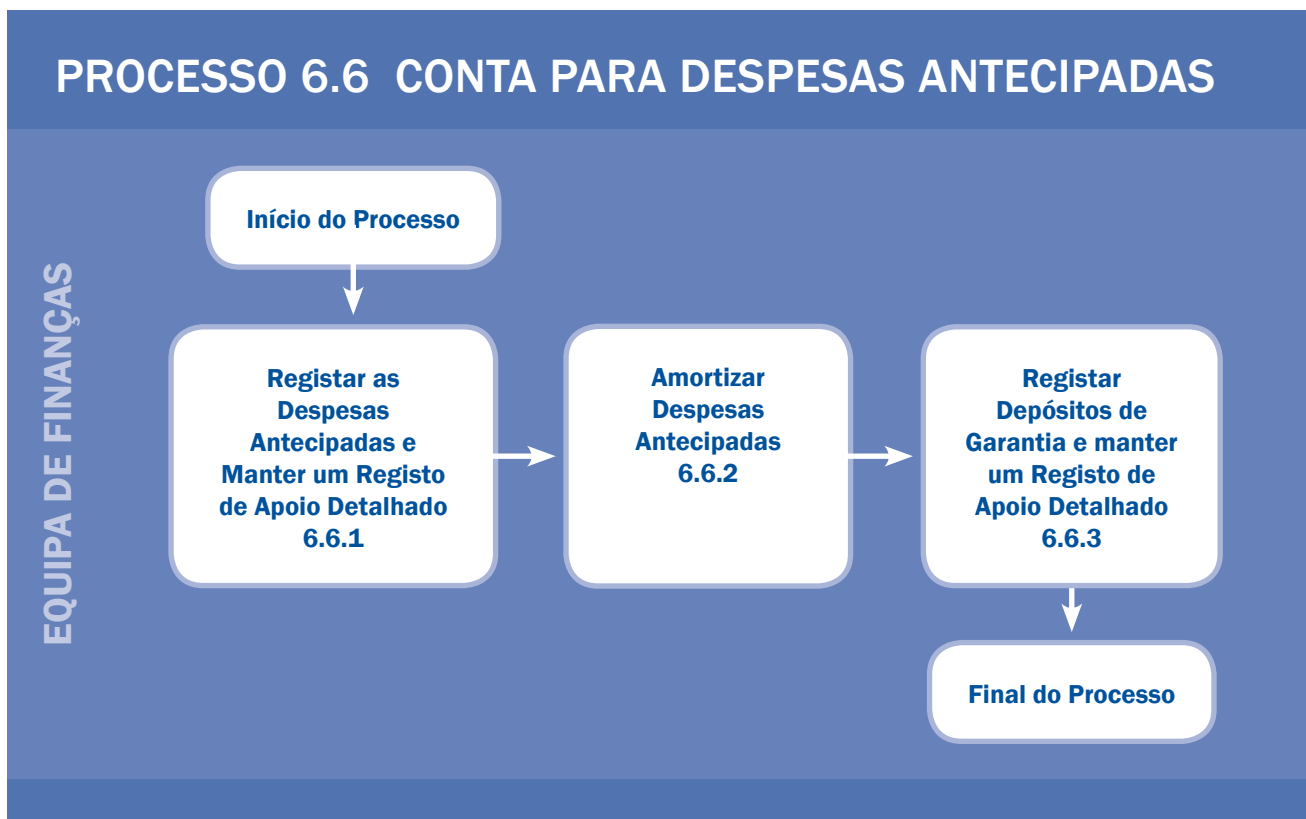 PROCESSO 6.6 CONTA PARA DESPESAS ANTECIPADAS
EQUIPA DE FINANÇAS
Início do Processo
Registar as
Despesas
Antecipadas e
Manter um Registo
de Apoio Detalhado
6.6.1
Amortizar
Despesas
Antecipadas
6.6.2
Registar
Depósitos de
Garantia e manter
um Registo de
Apoio Detalhado
6.6.3
Final do Processo